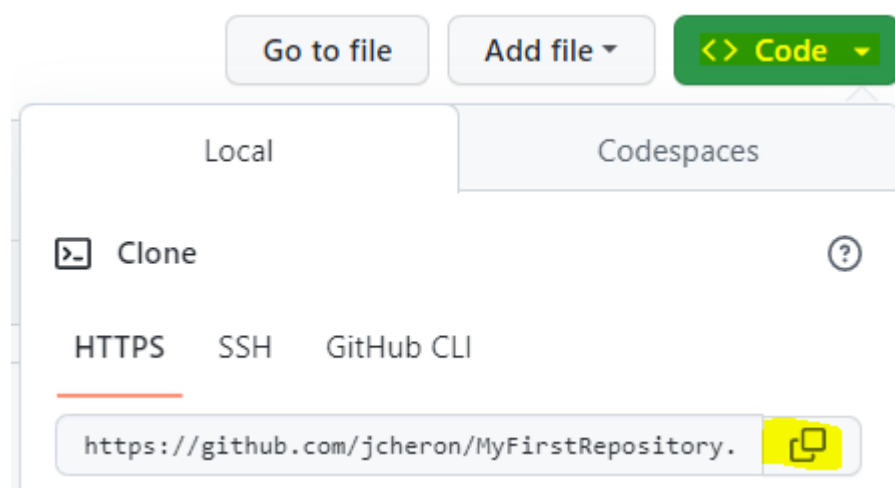 Go to file Add file <> Code
Local Codespaces
Clone
HTTPS SSH GitHub CLI
https://github.com/jcheron/MyFirstRepository.